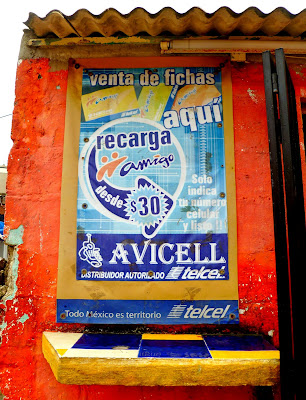 venta de fichas
aquí
recarga
amigo
desde
$30
Solo
indica
tu número
celular
y listo !!
AVICELL
DISTRIBUIDOR AUTORIZADO telcel
Todo México es territorio telcel